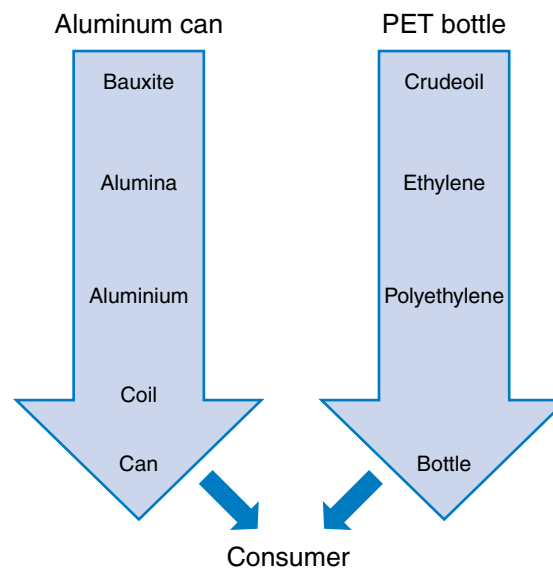 Aluminum can
Bauxite
Alumina
Aluminium
Coil
Can
PET bottle
Crudeoil
Ethylene
Polyethylene
Bottle
Consumer